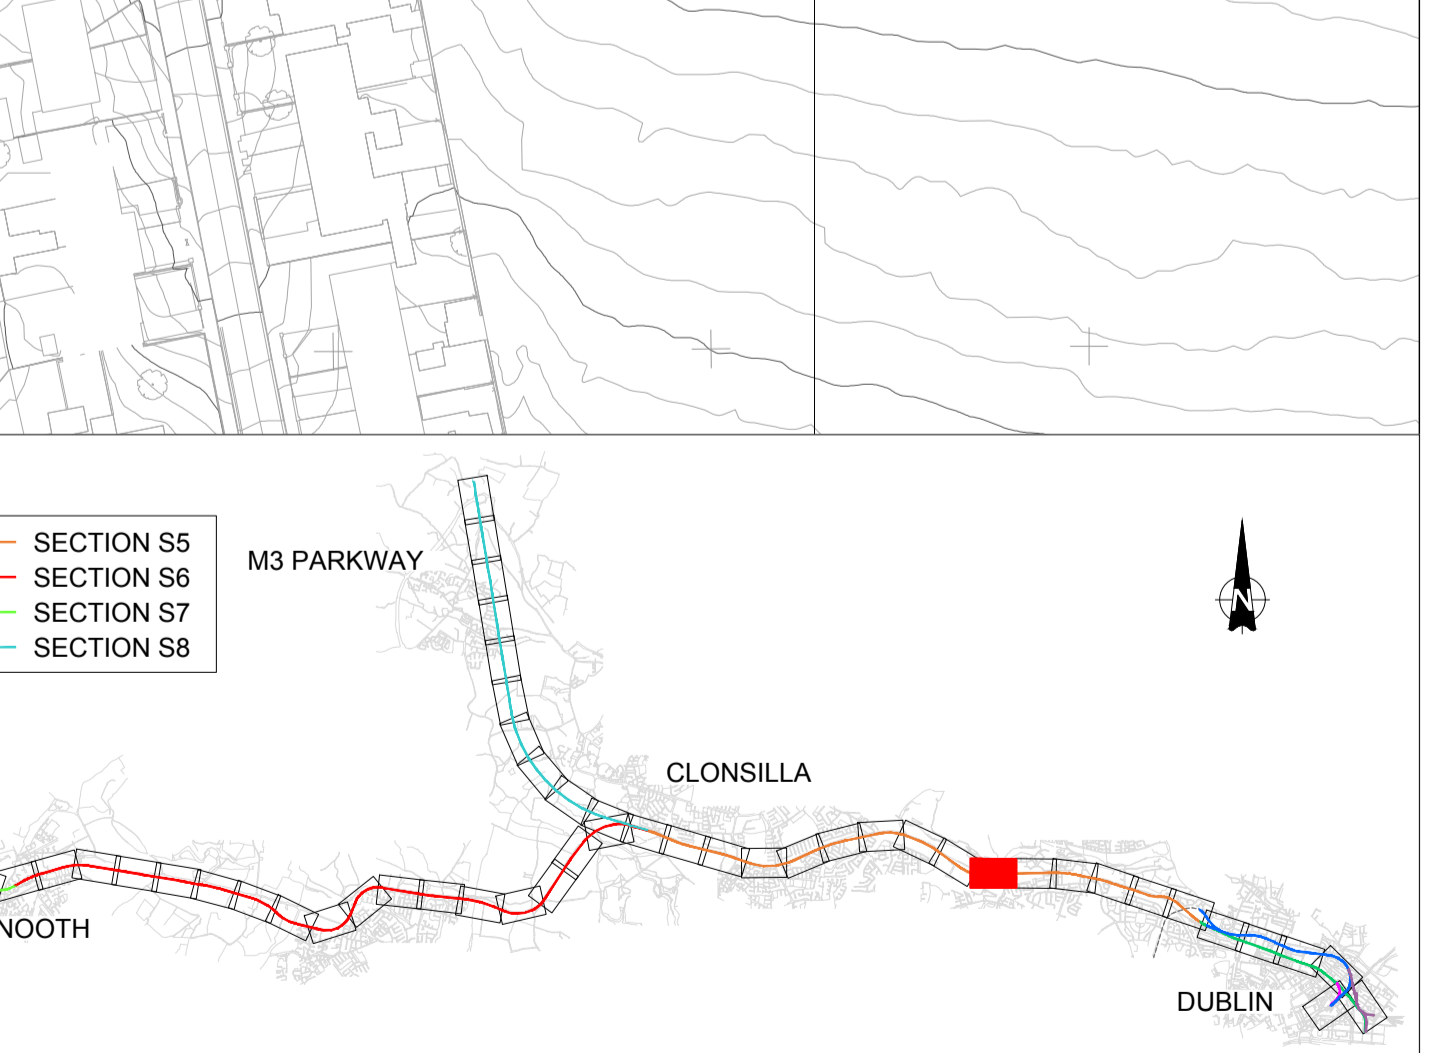 SECTION S5
SECTION S6
SECTION S7
SECTION S8
M3 PARKWAY
N
CLONSILLA
NOOTH
DUBLIN